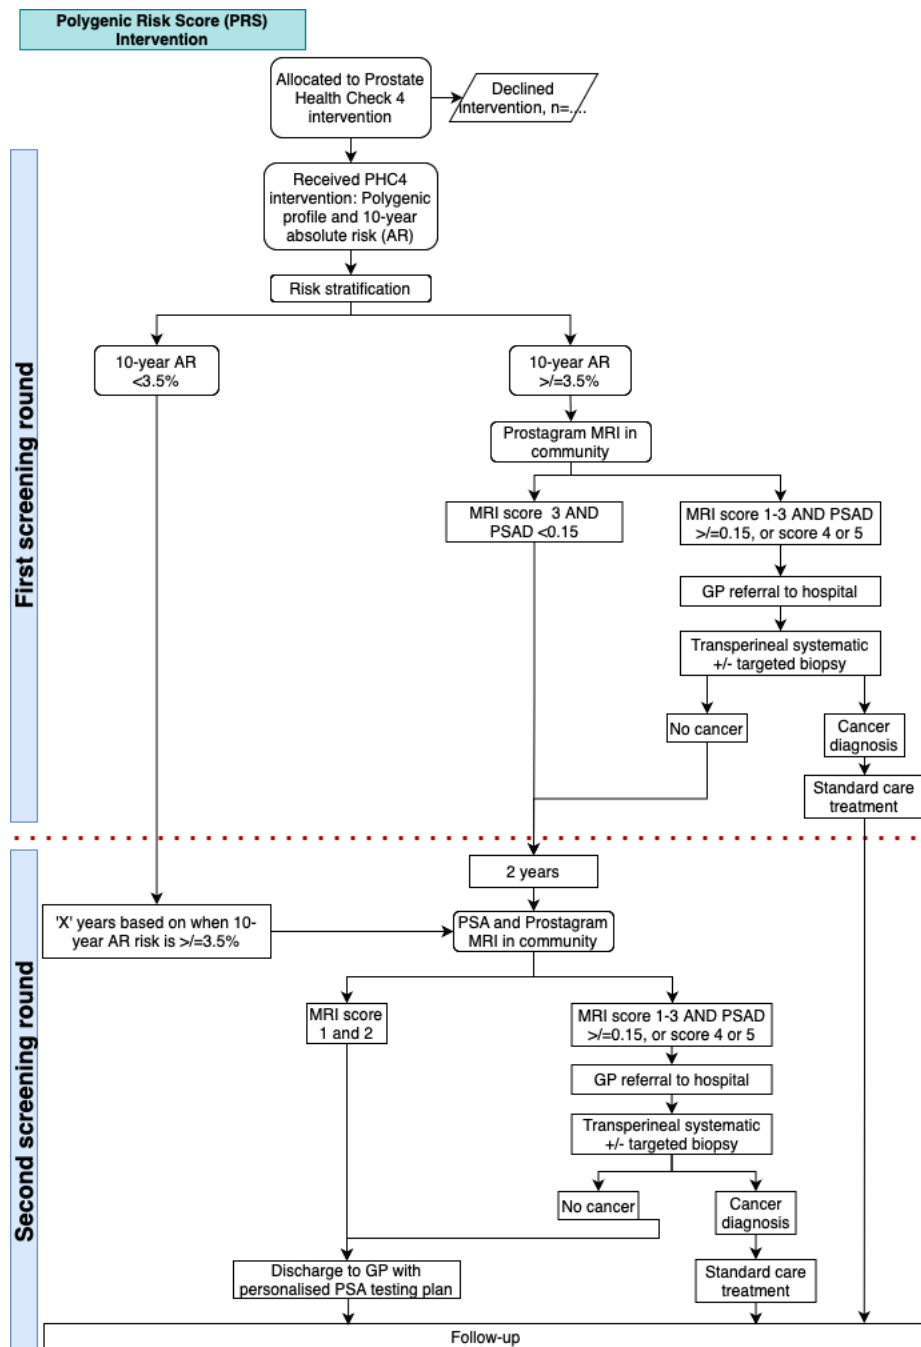 Polygenic Risk Score (PRS)
Intervention
Allocated to Prostate
Health Check 4
intervention
Declined
intervention, n=....
First screening round
Received PHC4
intervention: Polygenic
profile and 10-year
absolute risk (AR)
Risk stratification
10-year AR
<3.5%
10-year AR
>/=3.5%
Prostagram MRI in
community
MRI score  3 AND
PSAD <0.15
MRI score 1-3 AND PSAD
>/=0.15, or score 4 or 5
GP referral to hospital
Transperineal systematic
+/- targeted biopsy
No cancer
Cancer
diagnosis
Standard care
treatment
Second screening round
2 years
'X' years based on when 10-
year AR risk is >/=3.5%
PSA and Prostagram
MRI in community
MRI score
1 and 2
MRI score 1-3 AND PSAD
>/=0.15, or score 4 or 5
GP referral to hospital
Transperineal systematic
+/- targeted biopsy
No cancer
Cancer
diagnosis
Discharge to GP with
personalised PSA testing plan
Standard care
treatment
Follow-up